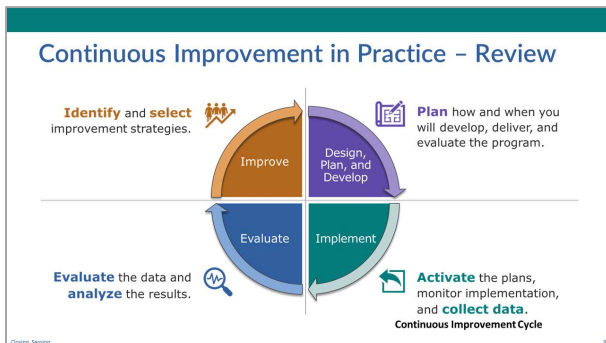 Continuous Improvement in Practice – Review
Identify and select
improvement strategies.
Improve
Design,
Plan, and
Develop
Plan how and when you
will develop, deliver, and
evaluate the program.
Evaluate
Implement
Evaluate the data and
analyze the results.
Activate the plans,
monitor implementation,
and collect data.
Continuous Improvement Cycle
Closing Session